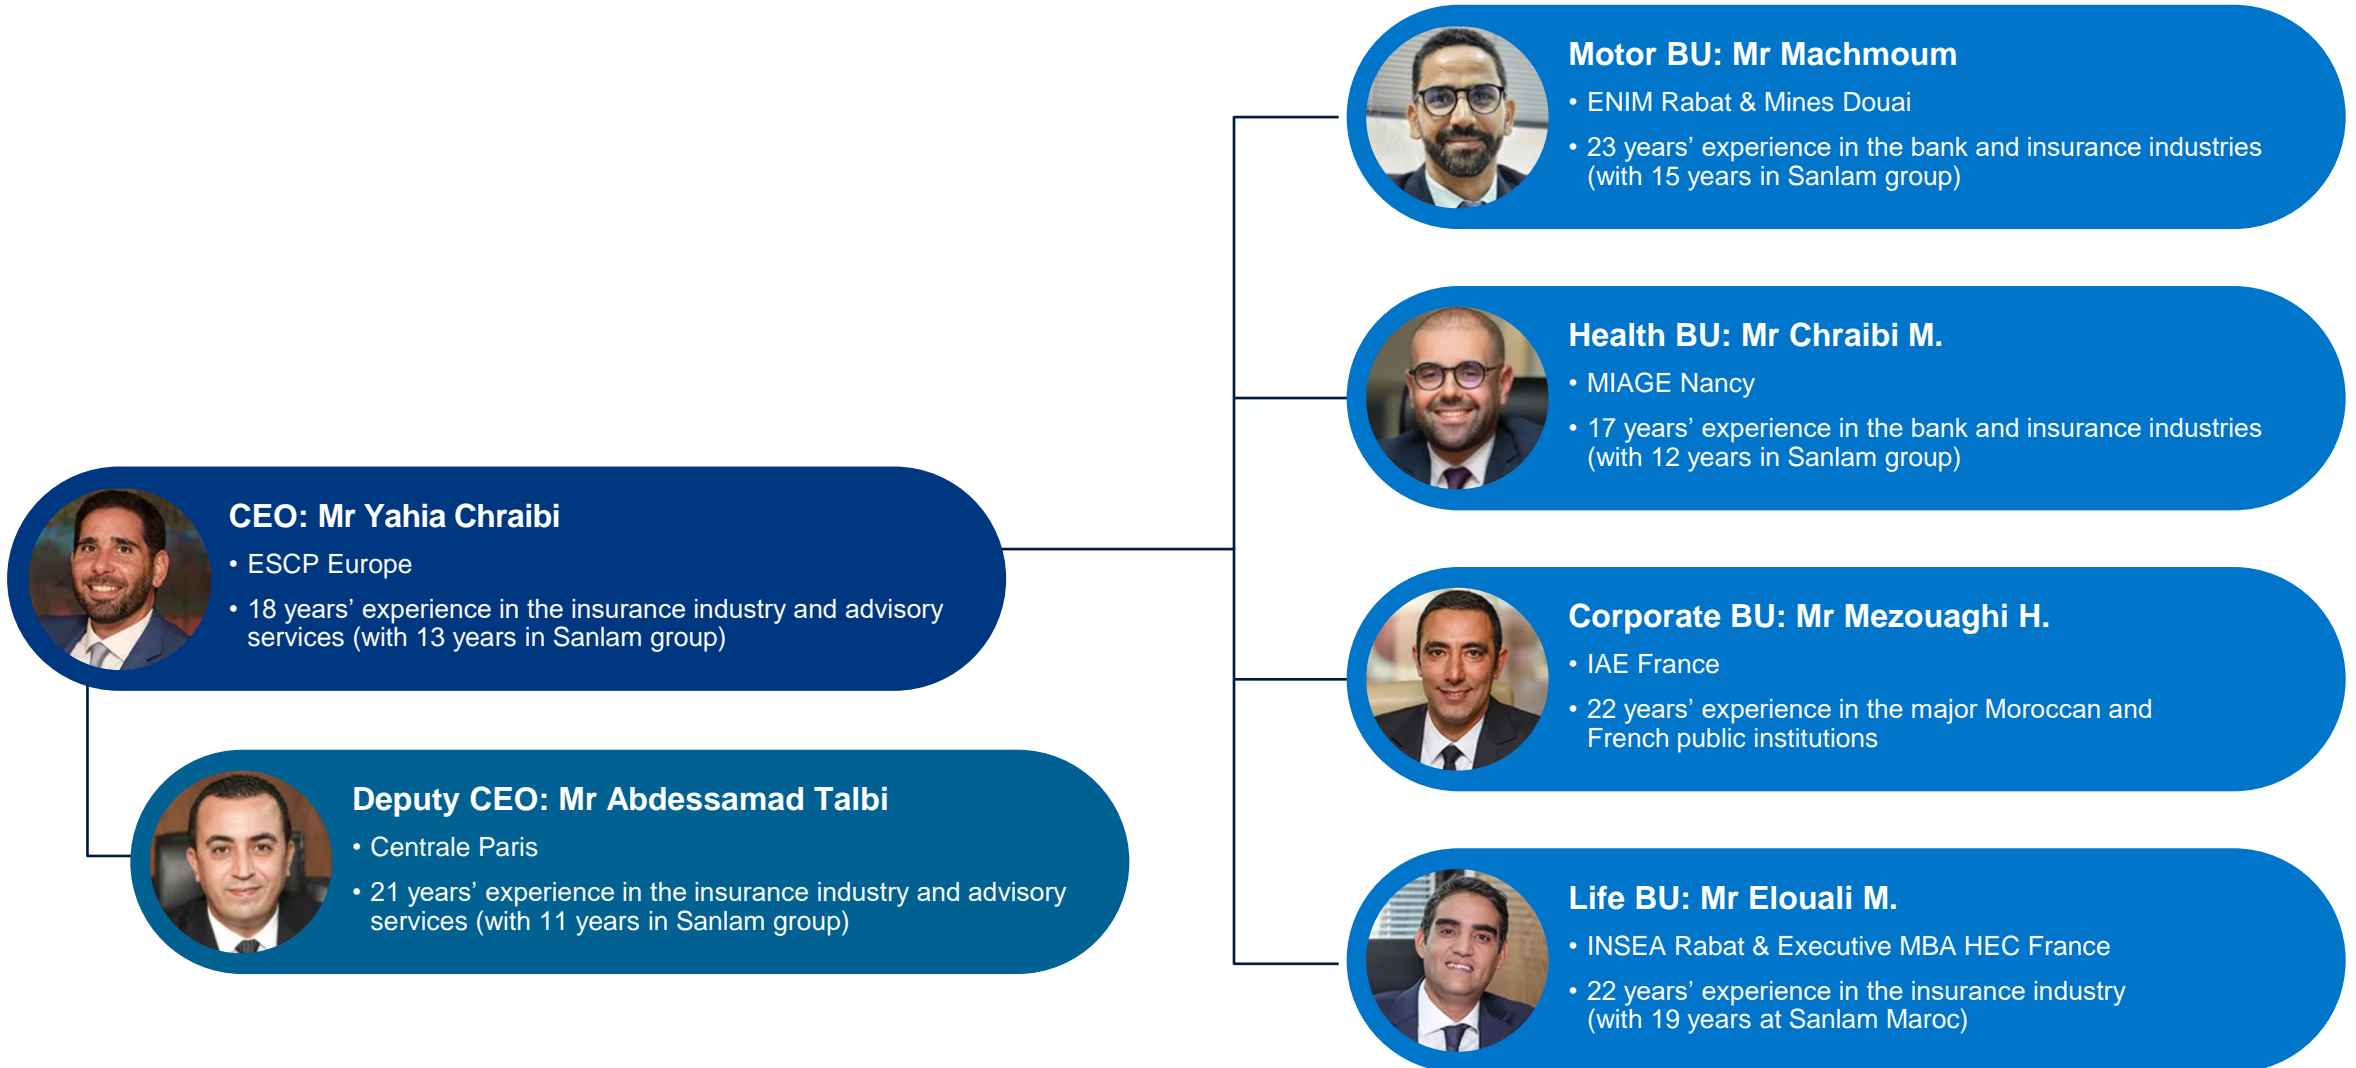 CEO: Mr Yahia Chraibi
• ESCP Europe
• 18 years’ experience in the insurance industry and advisory
services (with 13 years in Sanlam group)
Deputy CEO: Mr Abdessamad Talbi
• Centrale Paris
• 21 years’ experience in the insurance industry and advisory
services (with 11 years in Sanlam group)
Motor BU: Mr Machmoum
• ENIM Rabat & Mines Douai
• 23 years’ experience in the bank and insurance industries
(with 15 years in Sanlam group)
Health BU: Mr Chraibi M.
• MIAGE Nancy
• 17 years’ experience in the bank and insurance industries
(with 12 years in Sanlam group)
Corporate BU: Mr Mezouaghi H.
• IAE France
• 22 years’ experience in the major Moroccan and
French public institutions
Life BU: Mr Elouali M.
• INSEA Rabat & Executive MBA HEC France
• 22 years’ experience in the insurance industry
(with 19 years at Sanlam Maroc)